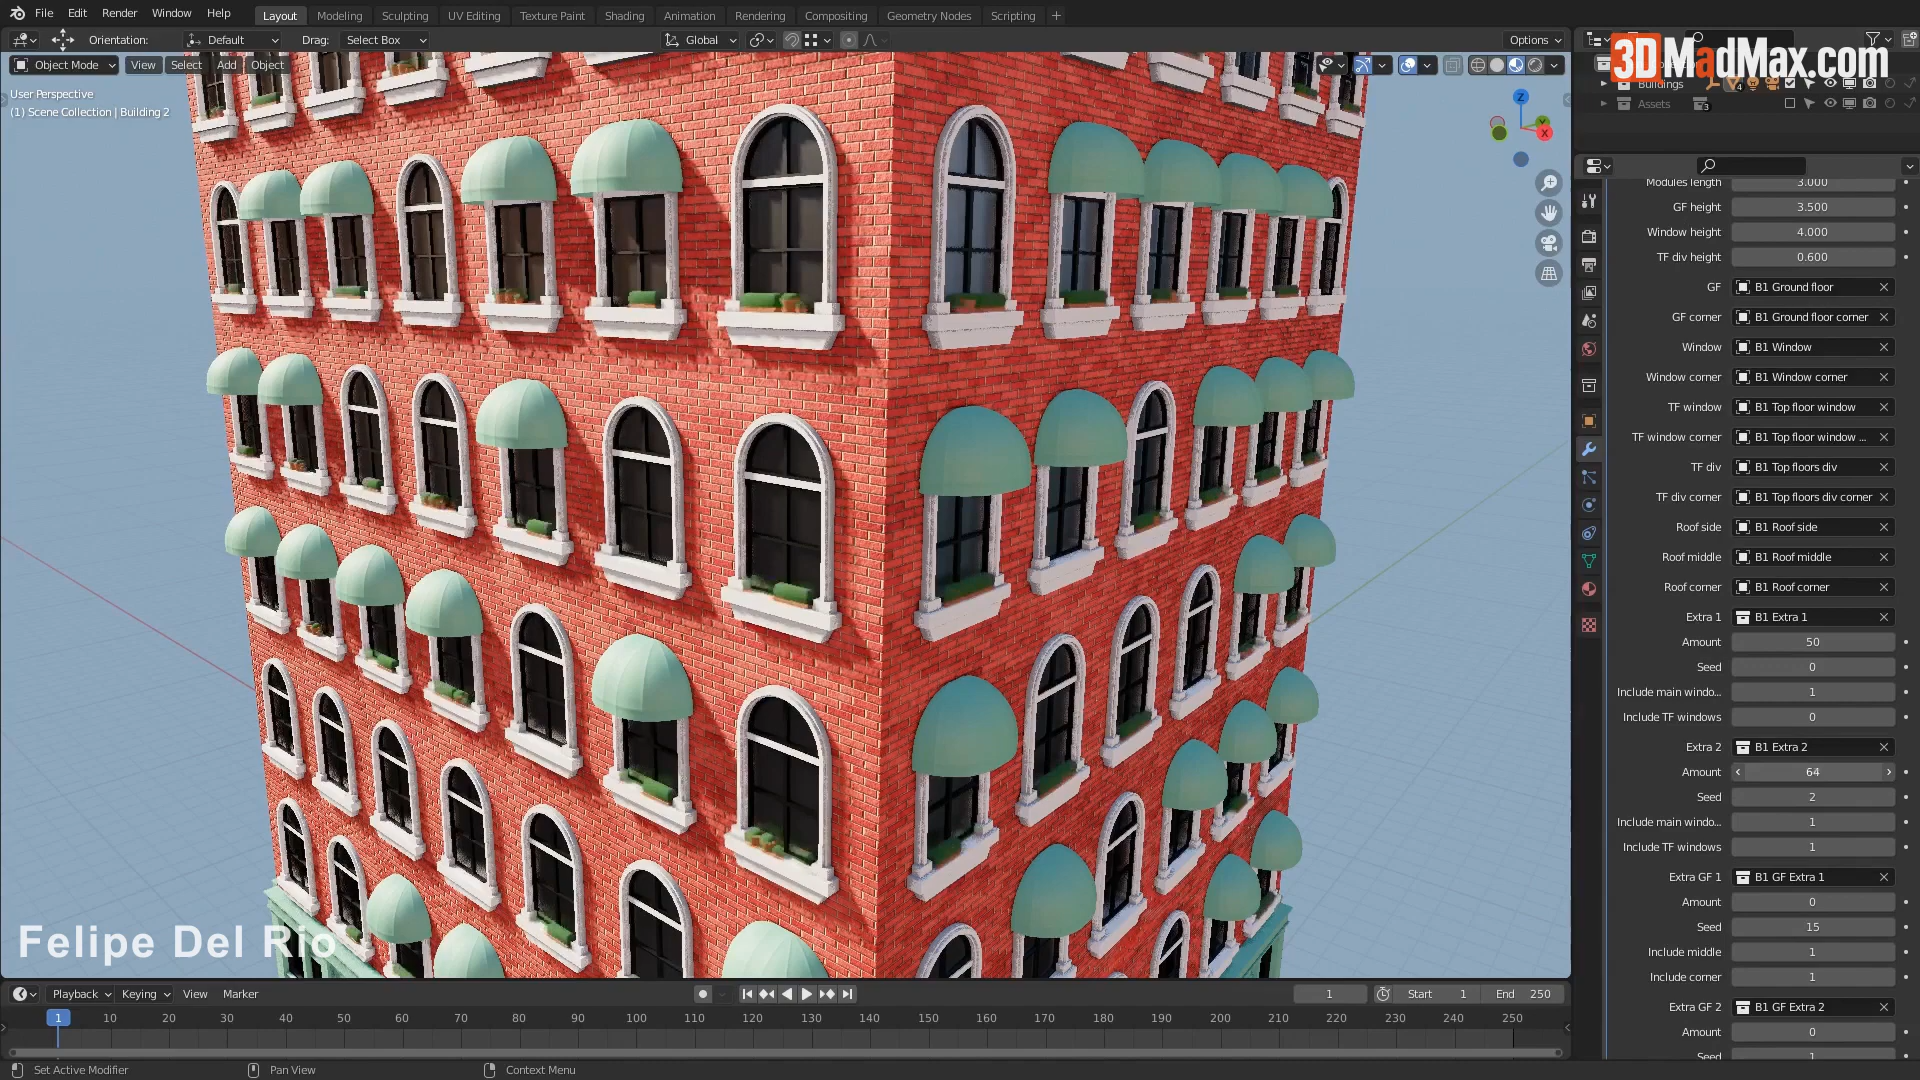 File Edit Render Window Help Layout Modeling Sculpting UV Editing Texture Paint Shading Animation Rendering Compositing Geometry Nodes Scripting +
Orientation: Default Drag: Select Box Global Options
3DMadMax.com
Object Mode View Select Add Object
User Perspective
(1) Scene Collection | Building 2
Z
Y
X
Buildings 4
Assets 3
Modules length 3.000
GF height 3.500
Window height 4.000
TF div height 0.600
GF B1 Ground floor
GF corner B1 Ground floor corner
Window B1 Window
Window corner B1 Window corner
TF window B1 Top floor window
TF window corner B1 Top floor window ...
TF div B1 Top floors div
TF div corner B1 Top floors div corner
Roof side B1 Roof side
Roof middle B1 Roof middle
Roof corner B1 Roof corner
Extra 1 B1 Extra 1
Amount 50
Seed 0
Include main windo... 1
Include TF windows 0
Extra 2 B1 Extra 2
Amount 64
Seed 2
Include main windo... 1
Include TF windows 1
Extra GF 1 B1 GF Extra 1
Amount 0
Seed 15
Include middle 1
Include corner 1
Extra GF 2 B1 GF Extra 2
Amount 0
Seed 1
Felipe Del Rio
Playback Keying View Marker 1 Start 1 End 250
1 10 20 30 40 50 60 70 80 90 100 110 120 130 140 150 160 170 180 190 200 210 220 230 240 250
Set Active Modifier Pan View Context Menu